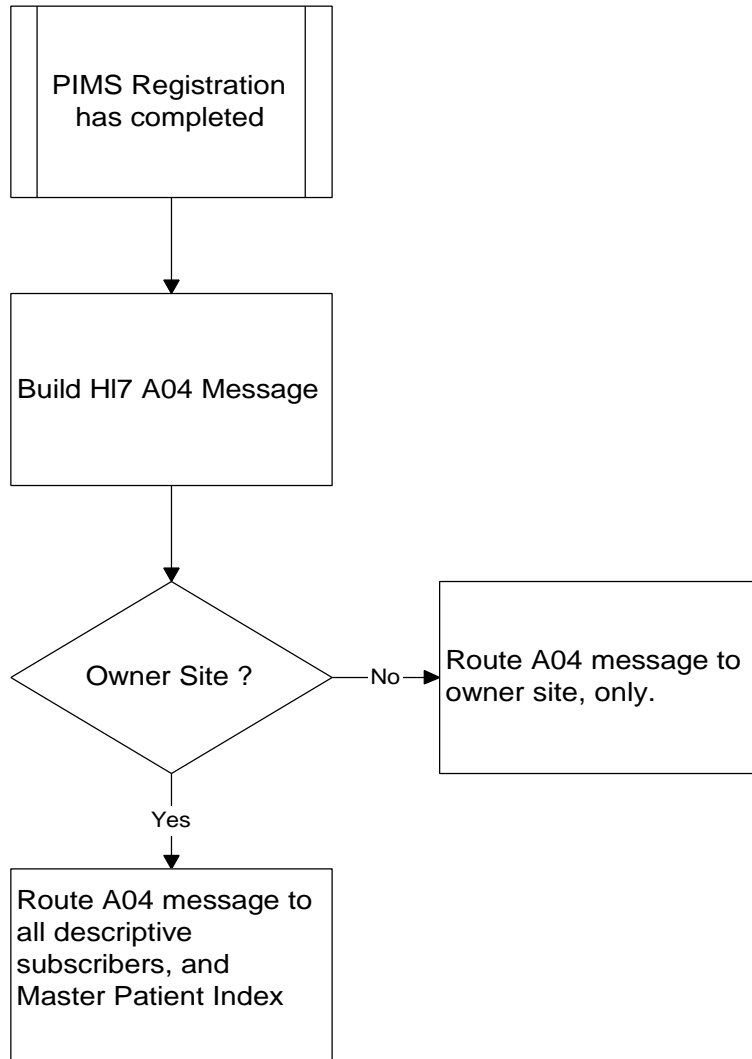 PIMS Registration
has completed
Build Hl7 A04 Message
Owner Site ?
No
Route A04 message to
owner site, only.
Yes
Route A04 message to
all descriptive
subscribers, and
Master Patient Index